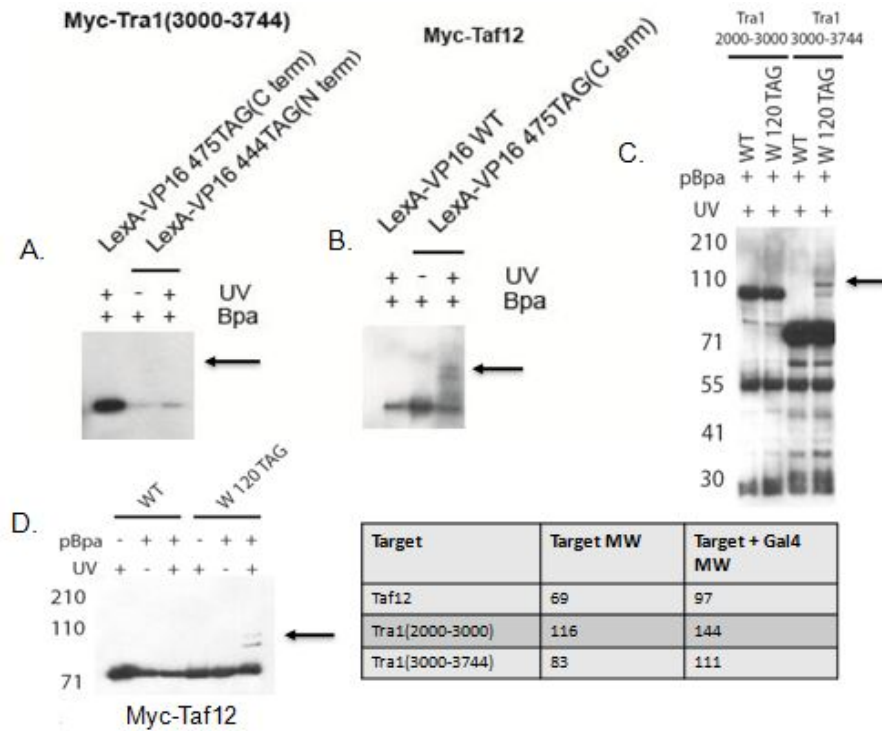 Myc-Tra1(3000-3744)
LexA-VP16 475TAG(C term)
LexA-VP16 444TAG(N term)
A.
+ - + UV
+ + + Bpa
Myc-Taf12
LexA-VP16 WT
LexA-VP16 475TAG(C term)
B.
+ - + UV
+ + + Bpa
Tra1
2000-3000
Tra1
3000-3744
C.
WT
W 120 TAG
WT
W 120 TAG
pBpa + + + +
UV + + + +
210
110
71
55
41
30
D.
WT
W 120 TAG
pBpa - + + - + +
UV + - + + - +
210
110
71
Myc-Taf12
Target Target MW Target + Gal4
MW
Taf12 69 97
Tra1(2000-3000) 116 144
Tra1(3000-3744) 83 111